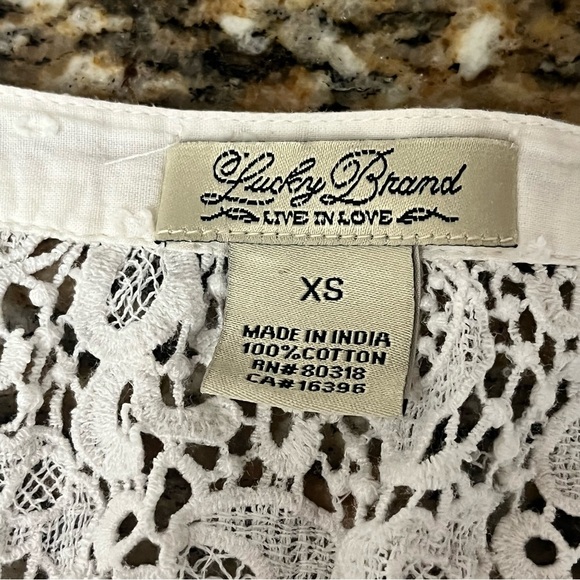 Lucky Brand
LIVE IN LOVE
XS
MADE IN INDIA
100% COTTON
RN# 80318
CA# 16396